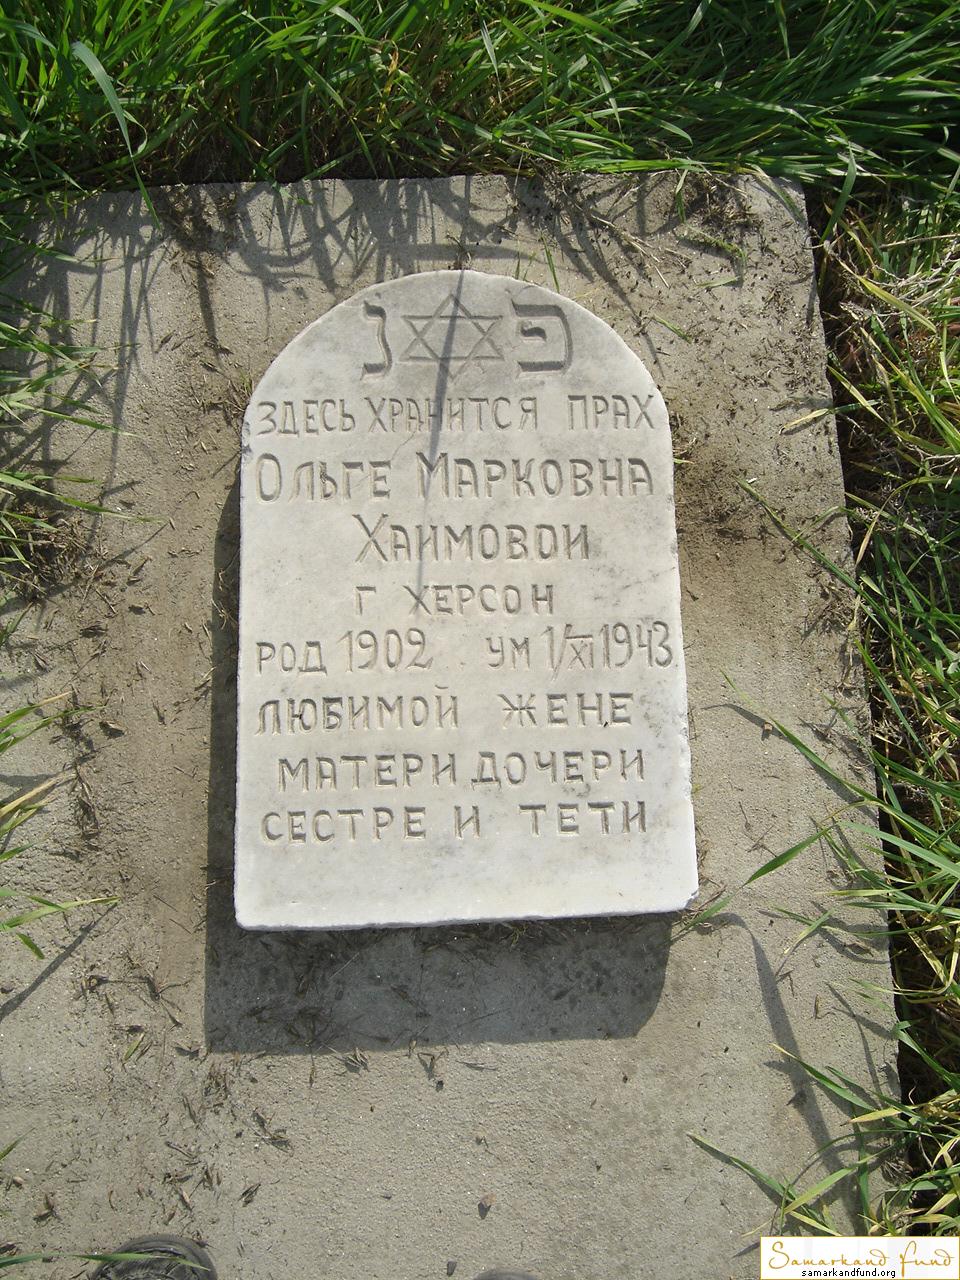 פ נ
ЗДЕСЬ ХРАНИТСЯ ПРАХ
ОЛЬГЕ МАРКОВНА
ХАИМОВОИ
Г ХЕРСОН
РОД 1902 УМ 1/XI 1943
ЛЮБИМОЙ ЖЕНЕ
МАТЕРИ ДОЧЕРИ
СЕСТРЕ И ТЕТИ
Samarkand fund
samarkandfund.org